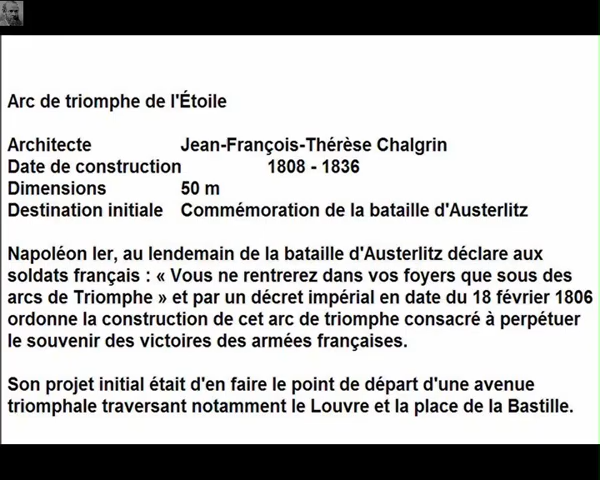 Arc de triomphe de l'Étoile
Architecte Jean-François-Thérèse Chalgrin
Date de construction 1808 - 1836
Dimensions 50 m
Destination initiale Commémoration de la bataille d'Austerlitz
Napoléon Ier, au lendemain de la bataille d'Austerlitz déclare aux
soldats français : « Vous ne rentrerez dans vos foyers que sous des
arcs de Triomphe » et par un décret impérial en date du 18 février 1806
ordonne la construction de cet arc de triomphe consacré à perpétuer
le souvenir des victoires des armées françaises.
Son projet initial était d'en faire le point de départ d'une avenue
triomphale traversant notamment le Louvre et la place de la Bastille.